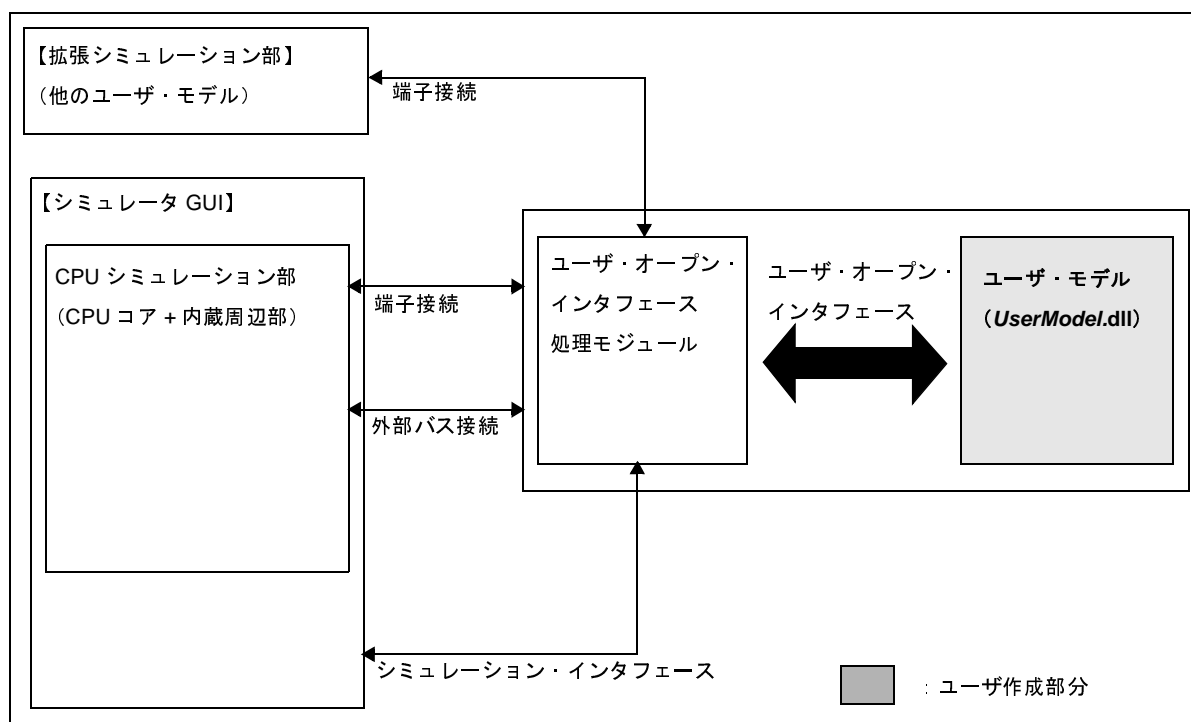 【拡張シミュレーション部】
（他のユーザ・モデル）
端子接続
【シミュレータ GUI】
CPU シミュレーション部
（CPU コア + 内蔵周辺部）
端子接続
外部バス接続
ユーザ・オープン・
インタフェース
処理モジュール
ユーザ・オープン・
インタフェース
ユーザ・モデル
（UserModel.dll）
シミュレーション・インタフェース
: ユーザ作成部分